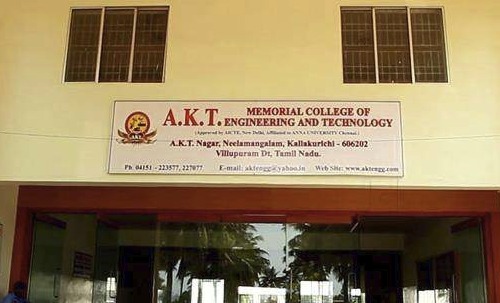 A.K.T. MEMORIAL COLLEGE OF
ENGINEERING AND TECHNOLOGY
(Approved by AICTE, New Delhi, Affiliated to ANNA UNIVERSITY Chennai.)
A.K.T. Nagar, Neelamangalam, Kallakurichi - 606202
Villupuram Dt, Tamil Nadu.
Ph: 04151 - 223577, 227077 E-mail: aktengg@yahoo.in Web Site: www.aktengg.com